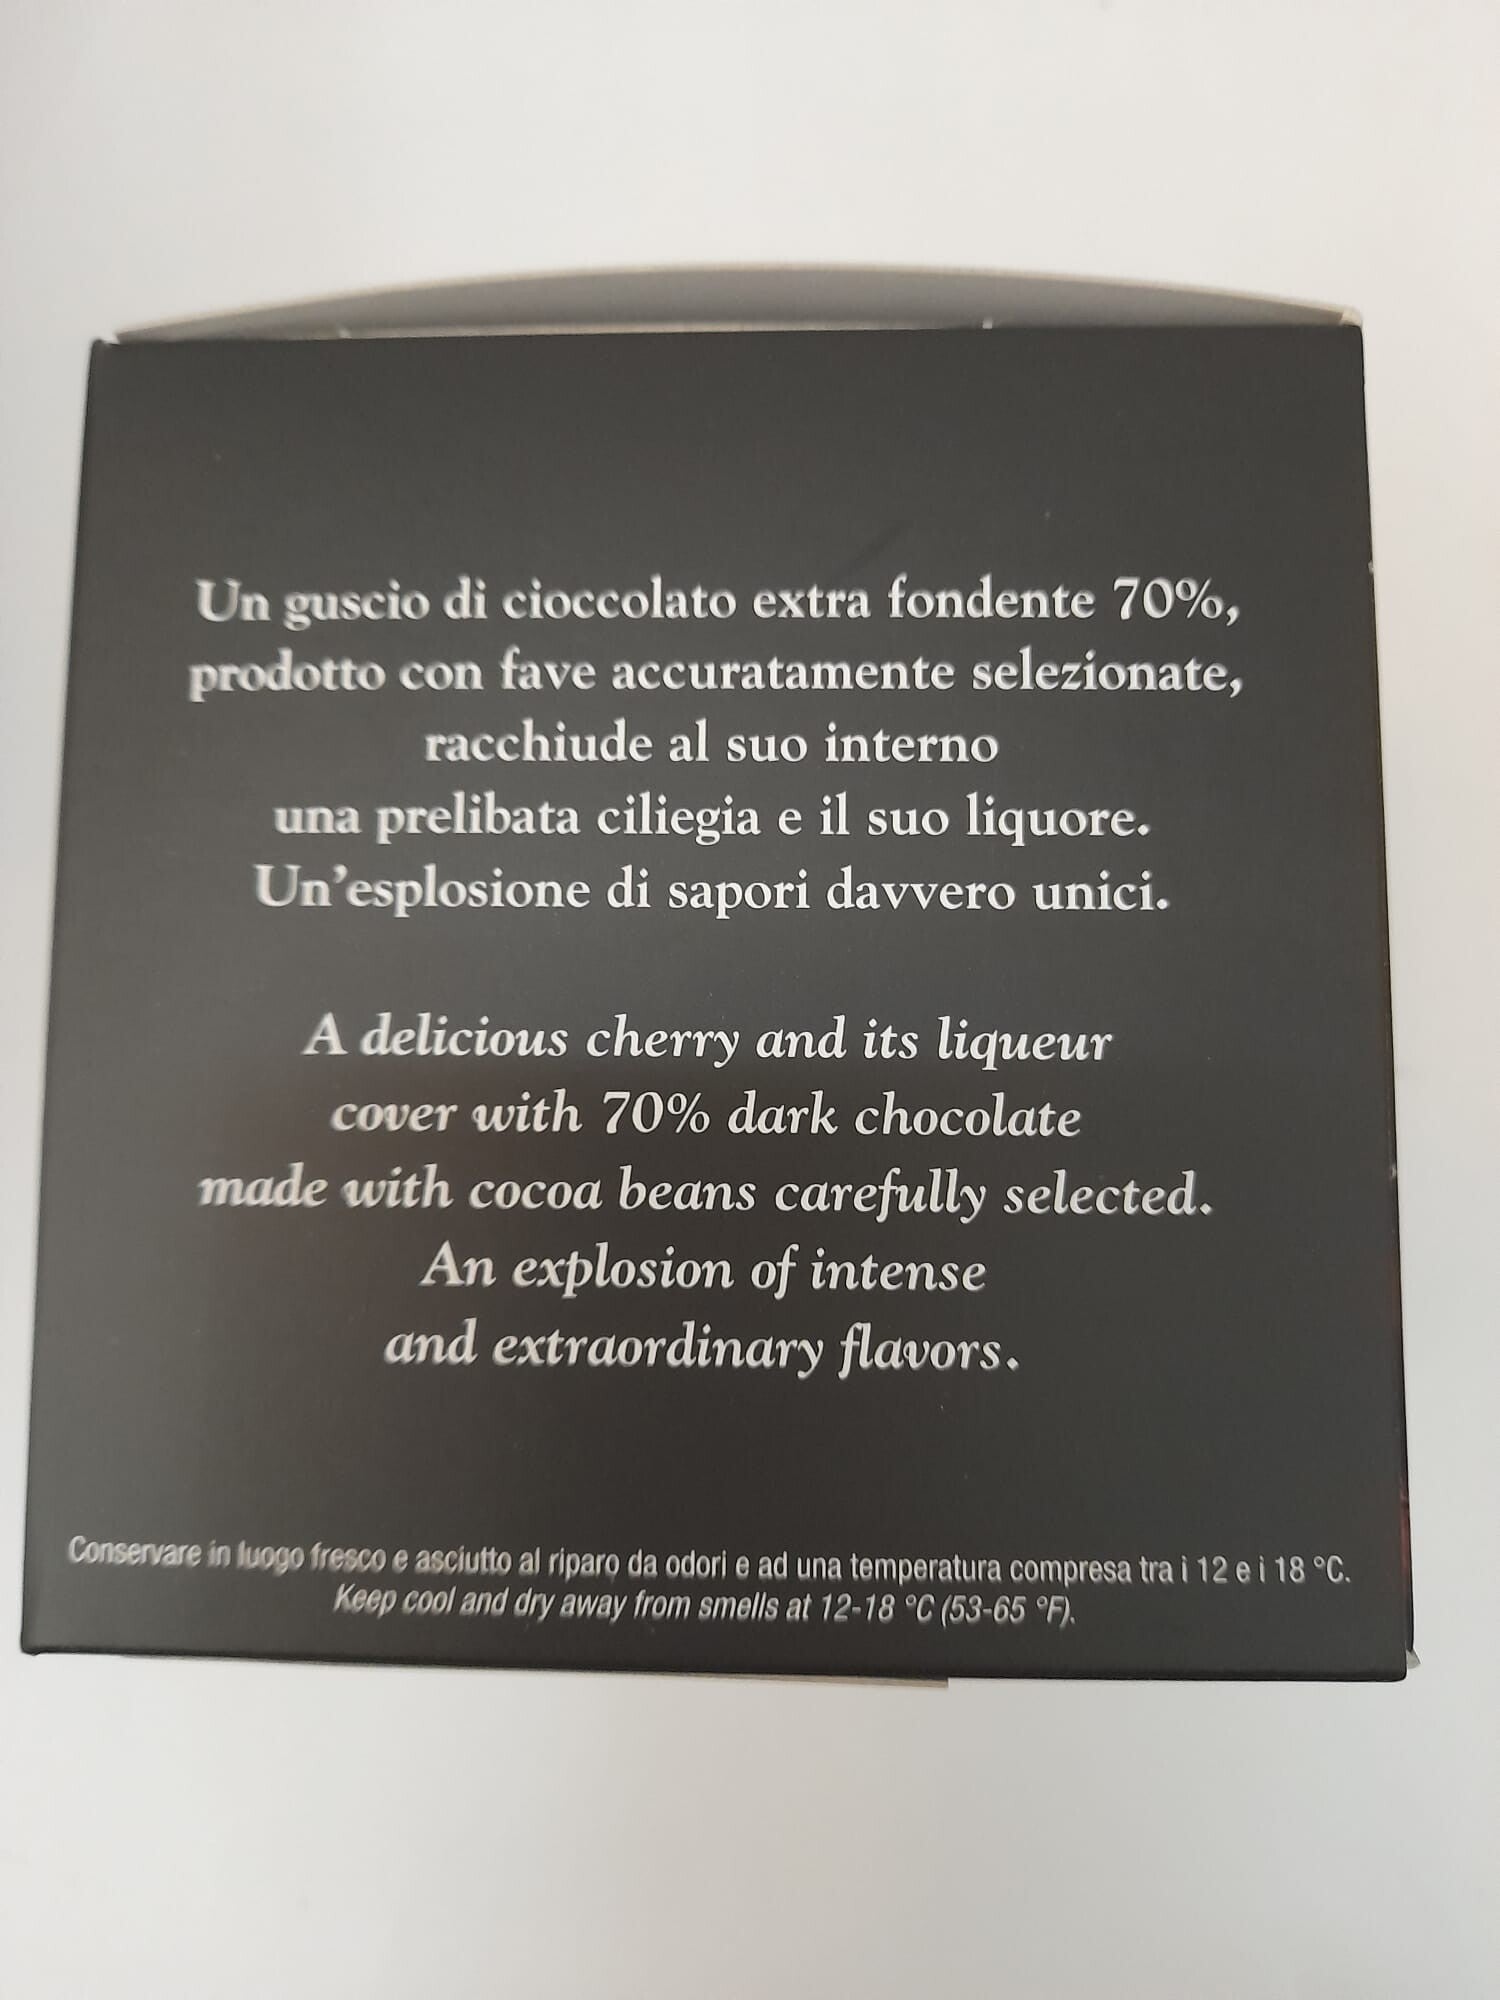 Un guscio di cioccolato extra fondente 70%,
prodotto con fave accuratamente selezionate,
racchiude al suo interno
una prelibata ciliegia e il suo liquore.
Un'esplosione di sapori davvero unici.
A delicious cherry and its liqueur
cover with 70% dark chocolate
made with cocoa beans carefully selected.
An explosion of intense
and extraordinary flavors.
Conservare in luogo fresco e asciutto al riparo da odori e ad una temperatura compresa tra i 12 e i 18 °C.
Keep cool and dry away from smells at 12-18 °C (53-65 °F).